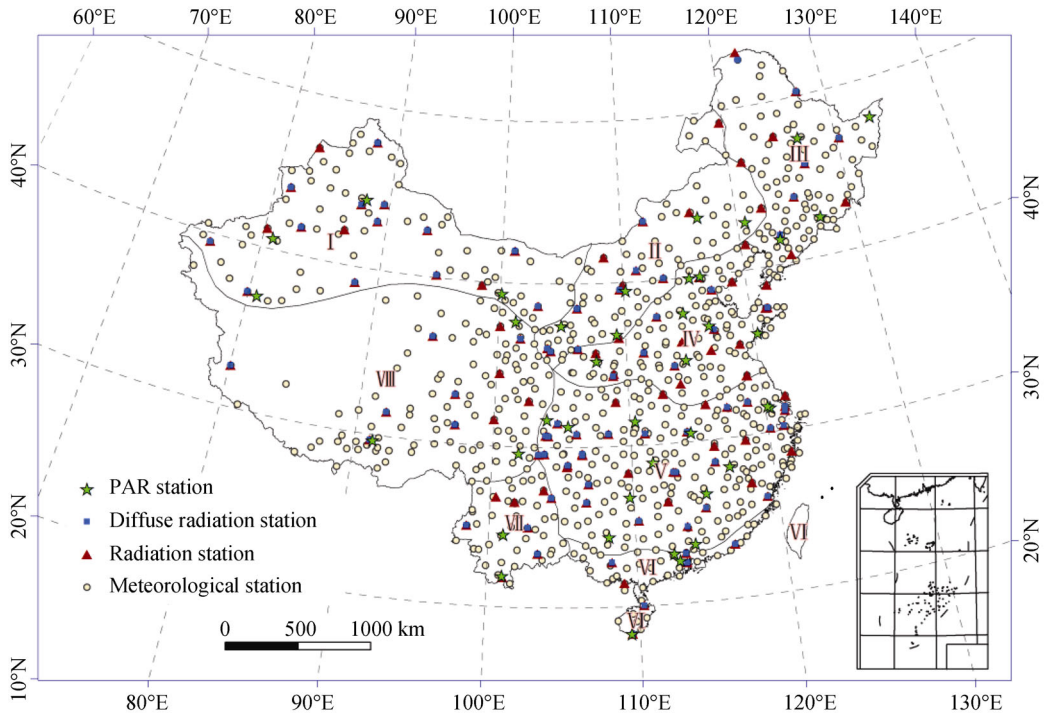 60°E 70°E 80°E 90°E 100°E 110°E 120°E 130°E 140°E
40°N
30°N
20°N
10°N
40°N
30°N
20°N
III
I
II
IV
VIII
V
VII
VI
VI
VI
PAR station
Diffuse radiation station
Radiation station
Meteorological station
0 500 1000 km
80°E 90°E 100°E 110°E 120°E 130°E